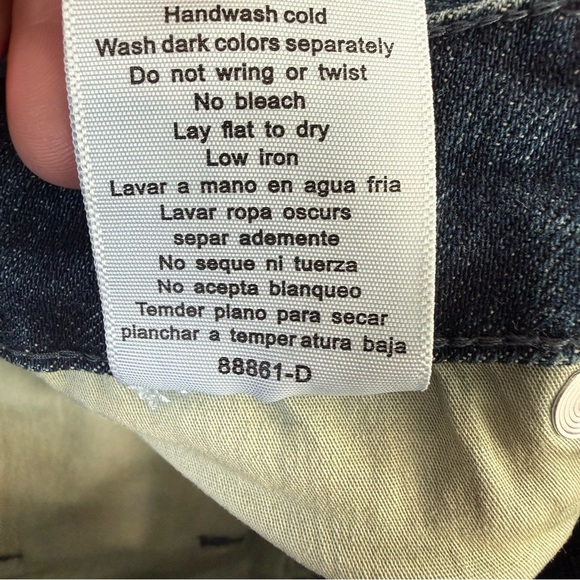 Handwash cold
Wash dark colors separately
Do not wring or twist
No bleach
Lay flat to dry
Low iron
Lavar a mano en agua fria
Lavar ropa oscurs
separ ademente
No seque ni tuerza
No acepta blanqueo
Temder plano para secar
planchar a temper atura baja
88861-D